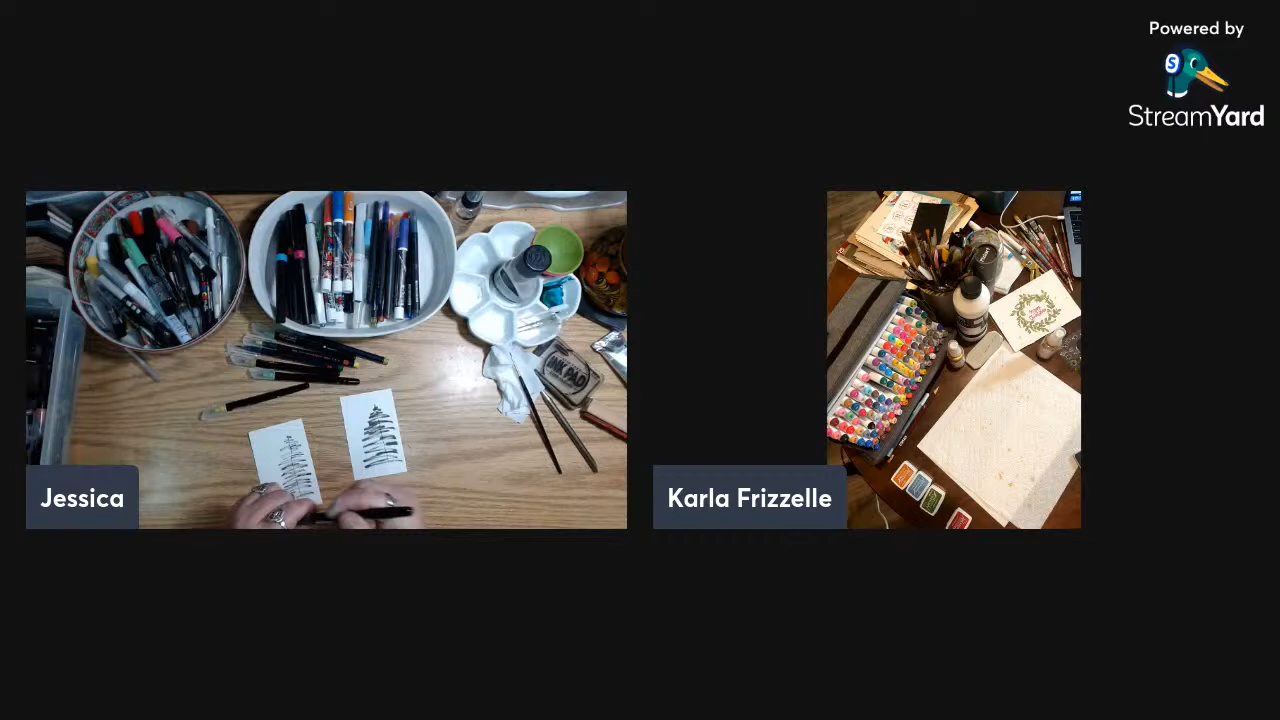 Powered by
S
StreamYard
INK PAD
Jessica
Karla Frizzelle